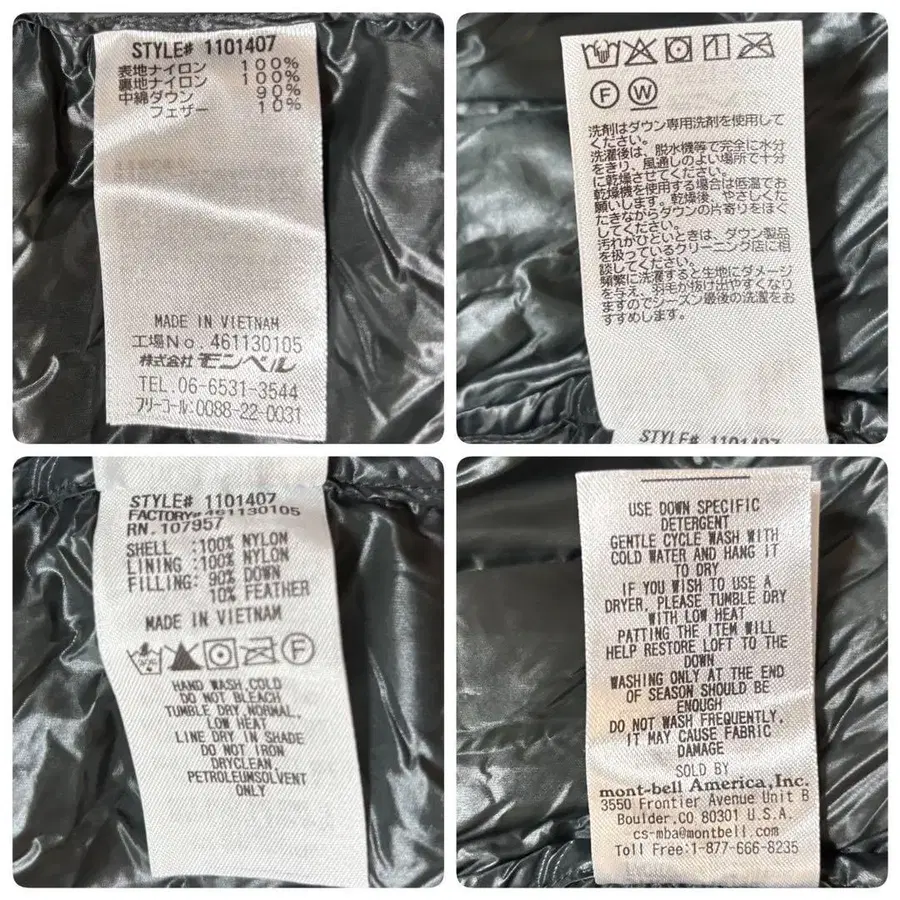 STYLE# 1101407
表地ナイロン 100%
裏地ナイロン 100%
中綿ダウン 90%
フェザー 10%
MADE IN VIETNAM
工場No. 461130105
株式会社 モンベル
TEL.06-6531-3544
フリーコール:0088-22-0031
F W
洗剤はダウン専用洗剤を使用して
ください。
洗濯後は、脱水機等で完全に水分
をきり、風通しのよい場所で十分
に乾燥させてください。
乾燥機を使用する場合は低温でお
願いします。乾燥後、やさしくた
たきながらダウンの片寄りをほぐ
してください。
汚れがひどいときは、ダウン製品
を扱っているクリーニング店に相
談してください。
頻繁に洗濯すると生地にダメージ
を与え、羽毛が抜け出やすくなり
ますのでシーズン最後の洗濯をお
すすめします。
STYLE# 1101407
STYLE# 1101407
FACTORY# 461130105
RN. 107957
SHELL :100% NYLON
LINING :100% NYLON
FILLING: 90% DOWN
10% FEATHER
MADE IN VIETNAM
F
HAND WASH,COLD
DO NOT BLEACH
TUMBLE DRY,NORMAL,
LOW HEAT
LINE DRY IN SHADE
DO NOT IRON
DRYCLEAN,
PETROLEUMSOLVENT
ONLY
USE DOWN SPECIFIC
DETERGENT
GENTLE CYCLE WASH WITH
COLD WATER AND HANG IT
TO DRY
IF YOU WISH TO USE A
DRYER, PLEASE TUMBLE DRY
WITH LOW HEAT
PATTING THE ITEM WILL
HELP RESTORE LOFT TO THE
DOWN
WASHING ONLY AT THE END
OF SEASON SHOULD BE
ENOUGH
DO NOT WASH FREQUENTLY,
IT MAY CAUSE FABRIC
DAMAGE
SOLD BY
mont-bell America,Inc.
3550 Frontier Avenue Unit B
Boulder,CO 80301 U.S.A.
cs-mba@montbell.com
Toll Free:1-877-666-8235